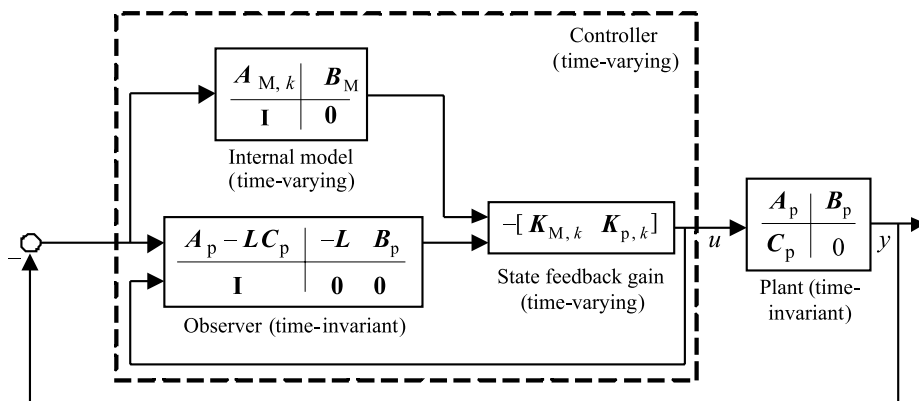 Controller
(time-varying)
A_M, k B_M
I 0
Internal model
(time-varying)
A_p − LC_p −L B_p
I 0 0
Observer (time-invariant)
−[ K_M, k K_p, k ]
State feedback gain
(time-varying)
u
A_p B_p
C_p 0
Plant (time-
invariant)
y
−